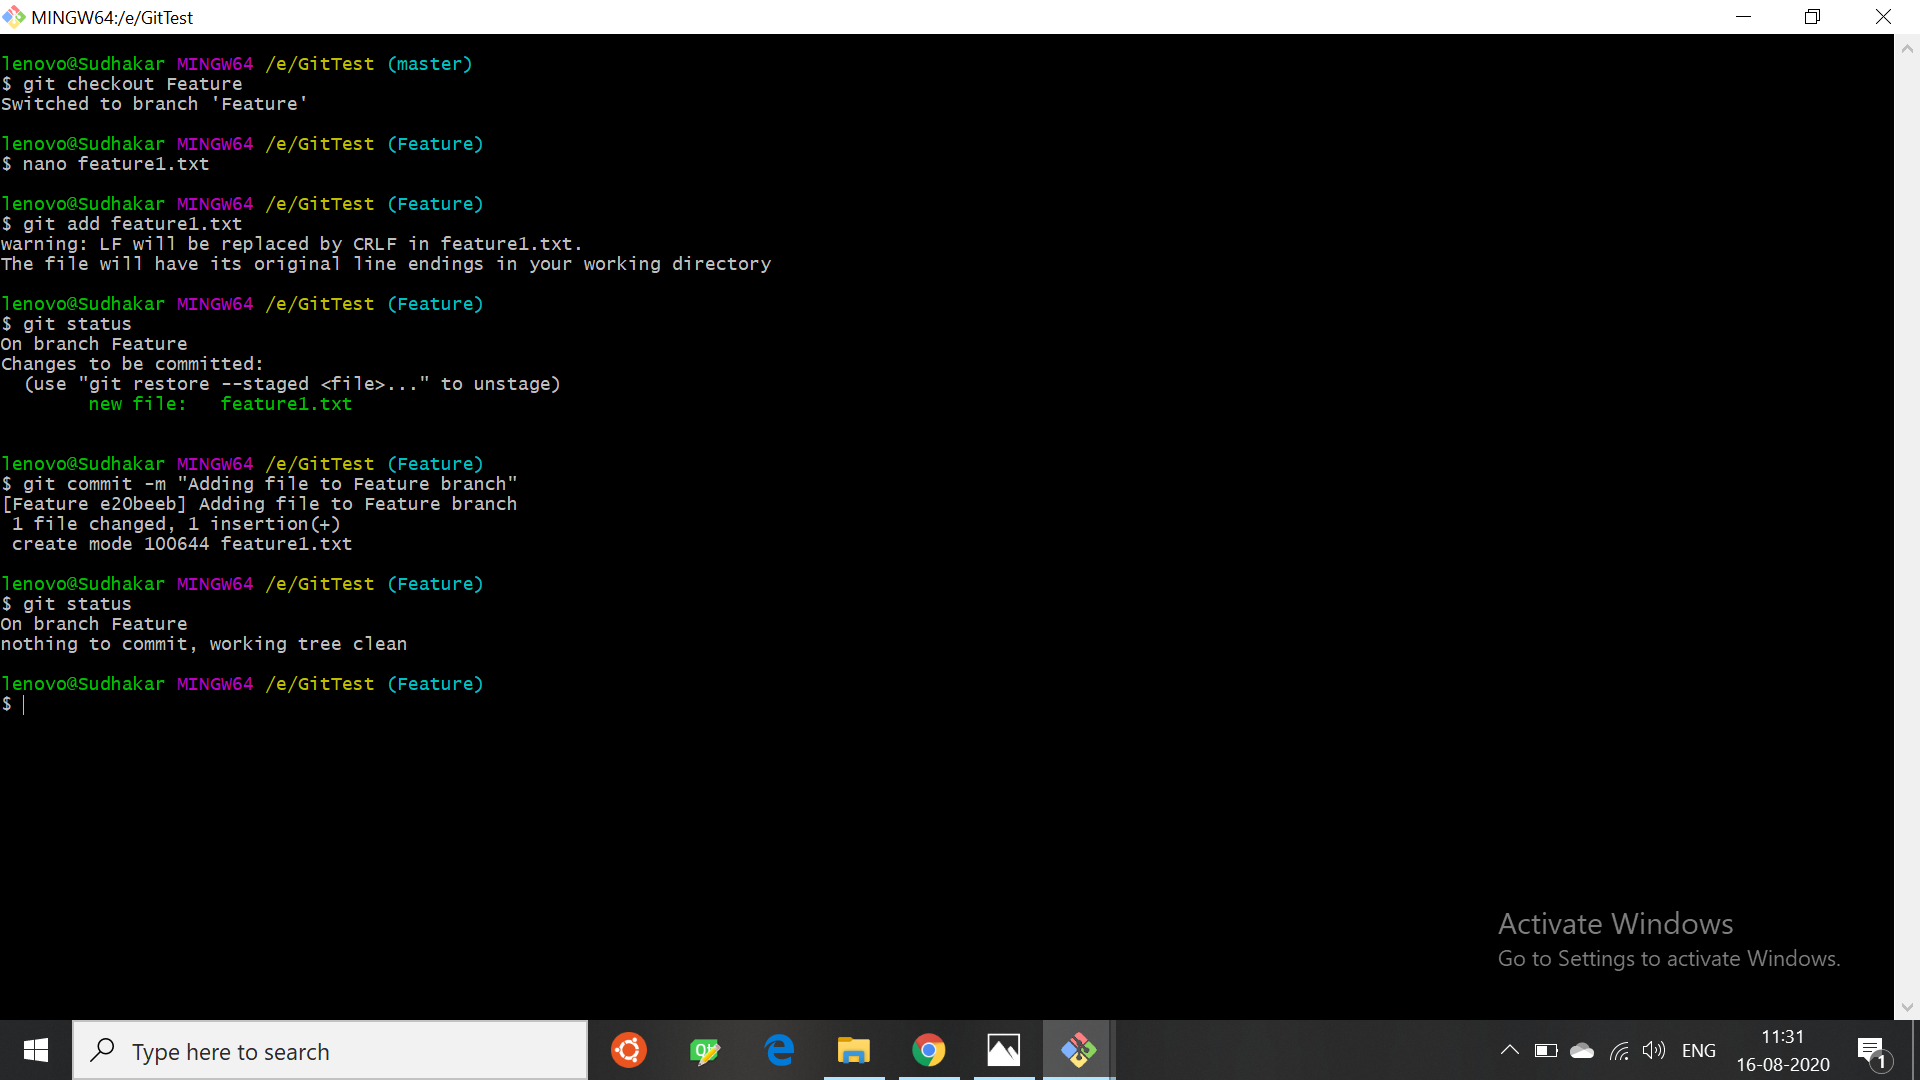 MINGW64:/e/GitTest
lenovo@Sudhakar MINGW64 /e/GitTest (master)
$ git checkout Feature
Switched to branch 'Feature'
lenovo@Sudhakar MINGW64 /e/GitTest (Feature)
$ nano feature1.txt
lenovo@Sudhakar MINGW64 /e/GitTest (Feature)
$ git add feature1.txt
warning: LF will be replaced by CRLF in feature1.txt.
The file will have its original line endings in your working directory
lenovo@Sudhakar MINGW64 /e/GitTest (Feature)
$ git status
On branch Feature
Changes to be committed:
  (use "git restore --staged <file>..." to unstage)
        new file:   feature1.txt
lenovo@Sudhakar MINGW64 /e/GitTest (Feature)
$ git commit -m "Adding file to Feature branch"
[Feature e20beeb] Adding file to Feature branch
 1 file changed, 1 insertion(+)
 create mode 100644 feature1.txt
lenovo@Sudhakar MINGW64 /e/GitTest (Feature)
$ git status
On branch Feature
nothing to commit, working tree clean
lenovo@Sudhakar MINGW64 /e/GitTest (Feature)
$
Activate Windows
Go to Settings to activate Windows.
Type here to search
Qt
ENG
11:31
16-08-2020
1